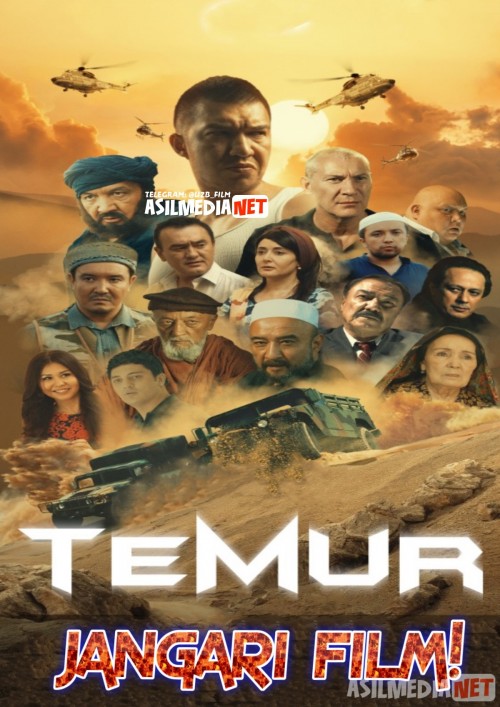 TELEGRAM: @UZB_FILM
ASILMEDIA.NET
TEMUR
JANGARI FILM!
ASILMEDIA.NET